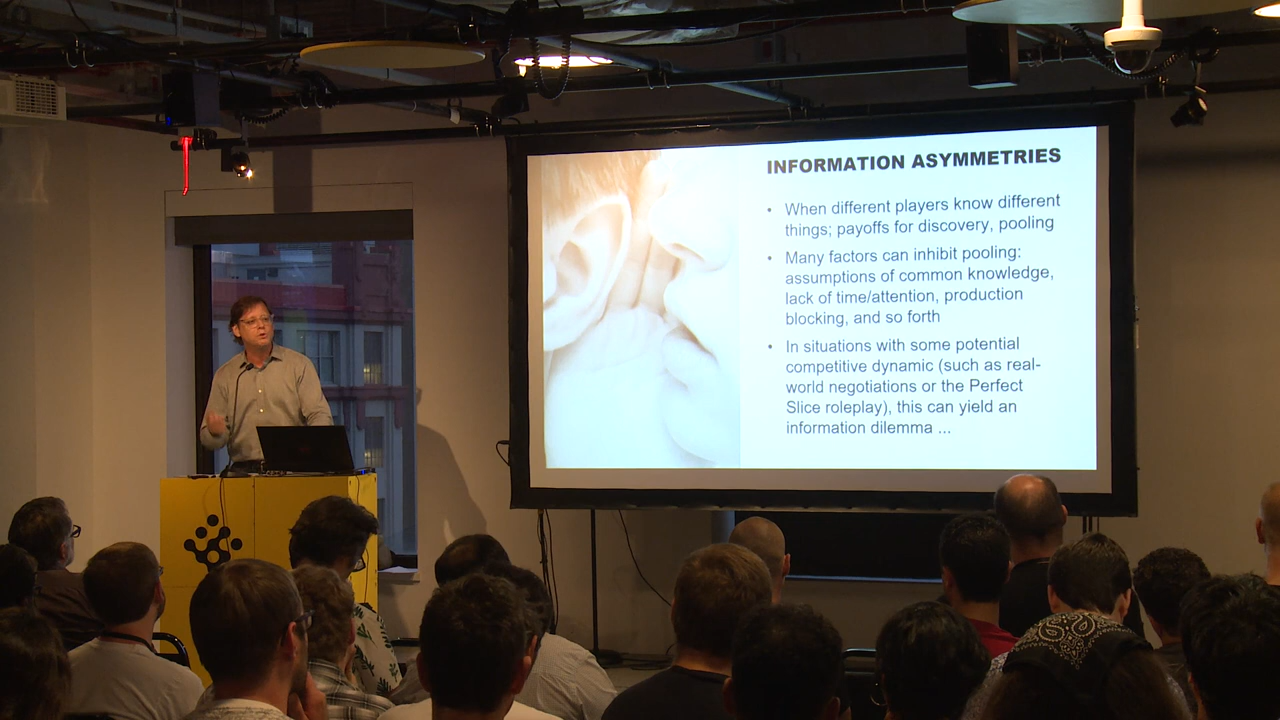 INFORMATION ASYMMETRIES
• When different players know different
things; payoffs for discovery, pooling
• Many factors can inhibit pooling:
assumptions of common knowledge,
lack of time/attention, production
blocking, and so forth
• In situations with some potential
competitive dynamic (such as real-
world negotiations or the Perfect
Slice roleplay), this can yield an
information dilemma ...